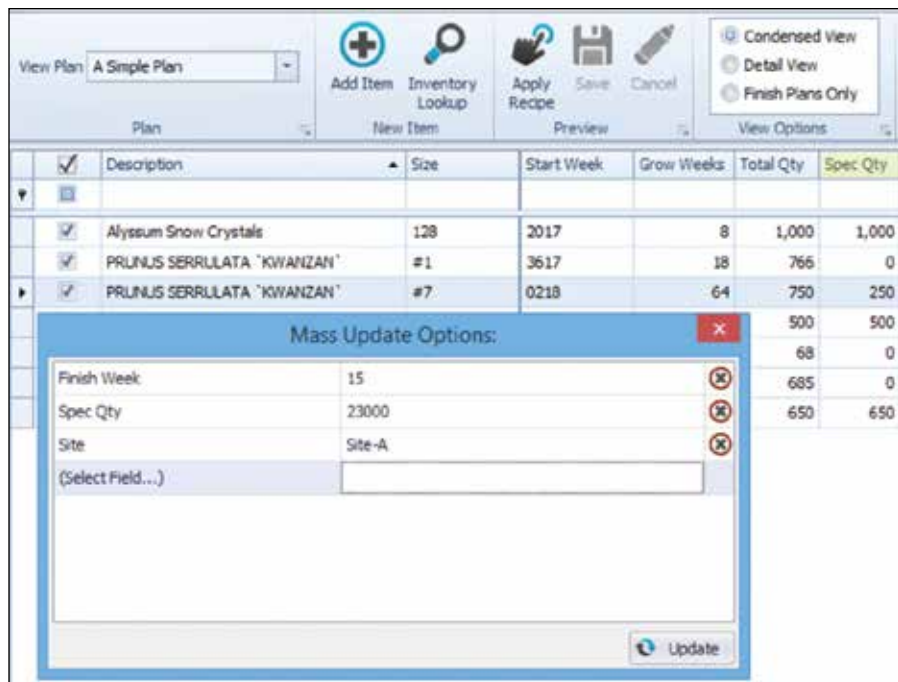 View Plan A Simple Plan
Add Item
Inventory
Lookup
Apply
Recipe
Save
Cancel
Condensed View
Detail View
Finish Plans Only
Plan
New Item
Preview
View Options
Description Size Start Week Grow Weeks Total Qty Spec Qty
Alyssum Snow Crystals 128 2017 8 1,000 1,000
PRUNUS SERRULATA `KWANZAN` #1 3617 18 766 0
PRUNUS SERRULATA `KWANZAN` #7 0218 64 750 250
500 500
68 0
685 0
650 650
Mass Update Options:
Finish Week 15
Spec Qty 23000
Site Site-A
(Select Field...)
Update